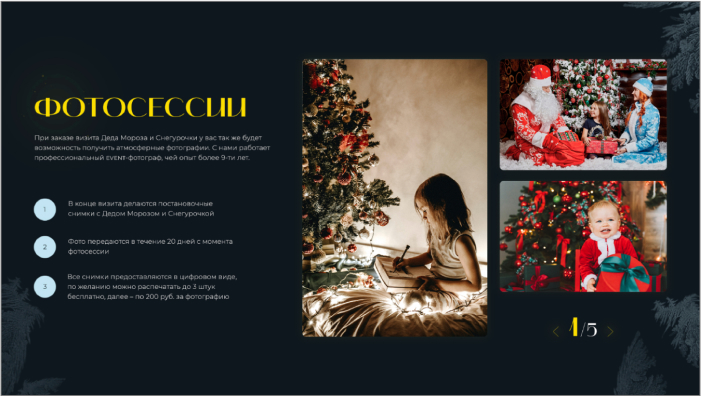 ФОТОСЕССИИ
При заказе визита Деда Мороза и Снегурочки у вас так же будет
возможность получить атмосферные фотографии. С нами работает
профессиональный EVENT-фотограф, чей опыт более 9-ти лет.
1
В конце визита делаются постановочные
снимки с Дедом Морозом и Снегурочкой
2
Фото передаются в течение 20 дней с момента
фотосессии
3
Все снимки предоставляются в цифровом виде,
по желанию можно распечатать до 3 штук
бесплатно, далее – по 200 руб. за фотографию
1/5